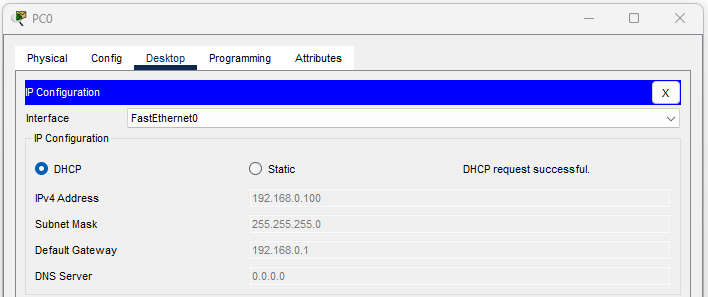 PC0
Physical Config Desktop Programming Attributes
IP Configuration X
Interface FastEthernet0
IP Configuration
DHCP Static DHCP request successful.
IPv4 Address 192.168.0.100
Subnet Mask 255.255.255.0
Default Gateway 192.168.0.1
DNS Server 0.0.0.0